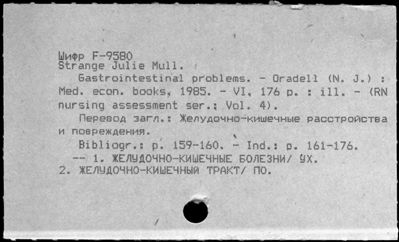 Шифр F-9580
Strange Julie Mull.
Gastrointestinal problems. - Oradell (N. J.) :
Med. econ. books, 1985. - VI, 176 p. : ill. - (RN
nursing assessment ser.; Vol. 4).
Перевод загл.: Желудочно-кишечные расстройства
и повреждения.
Bibliogr.: p. 159-160. - Ind.: p. 161-176.
-- 1. ЖЕЛУДОЧНО-КИШЕЧНЫЕ БОЛЕЗНИ/ УХ.
2. ЖЕЛУДОЧНО-КИШЕЧНЫЙ ТРАКТ/ ПО.